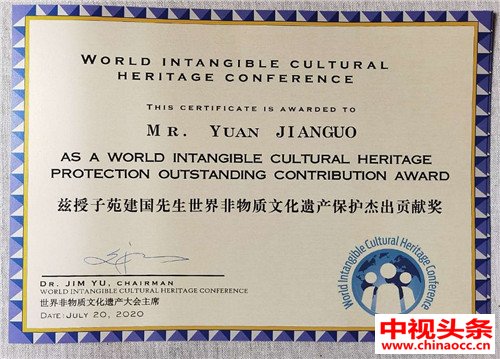 WORLD INTANGIBLE CULTURAL
HERITAGE CONFERENCE
THIS CERTIFICATE IS AWARDED TO
MR. YUAN JIANGUO
AS A WORLD INTANGIBLE CULTURAL HERITAGE
PROTECTION OUTSTANDING CONTRIBUTION AWARD
兹授子苑建国先生世界非物质文化遗产保护杰出贡献奖
DR. JIM YU, CHAIRMAN
WORLD INTANGIBLE CULTURAL HERITAGE CONFERENCE
世界非物质文化遗产大会主席
DATE: JULY 20, 2020
World Intangible Cultural Heritage Conference
中视头条
www.chinaocc.cn